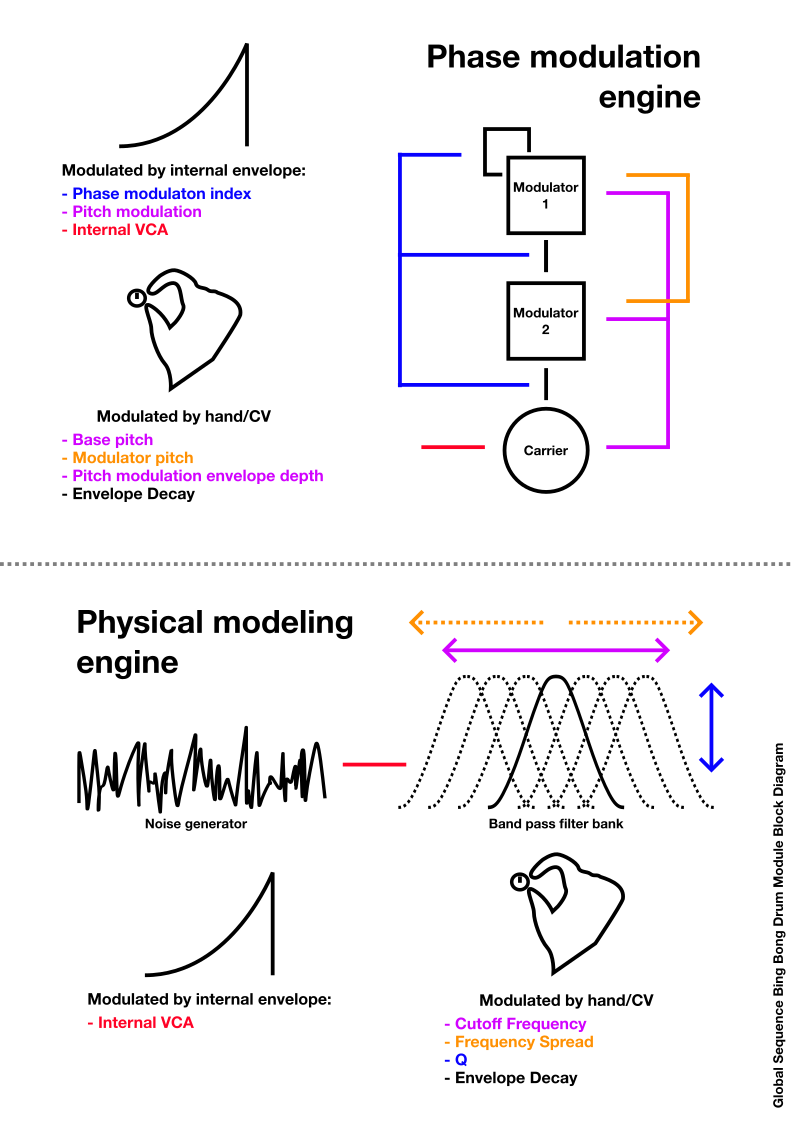 Phase modulation
engine
Modulated by internal envelope:
- Phase modulaton index
- Pitch modulation
- Internal VCA
Modulator
1
Modulator
2
Carrier
Modulated by hand/CV
- Base pitch
- Modulator pitch
- Pitch modulation envelope depth
- Envelope Decay
Physical modeling
engine
Noise generator
Band pass filter bank
Modulated by internal envelope:
- Internal VCA
Modulated by hand/CV
- Cutoff Frequency
- Frequency Spread
- Q
- Envelope Decay
Global Sequence Bing Bong Drum Module Block Diagram